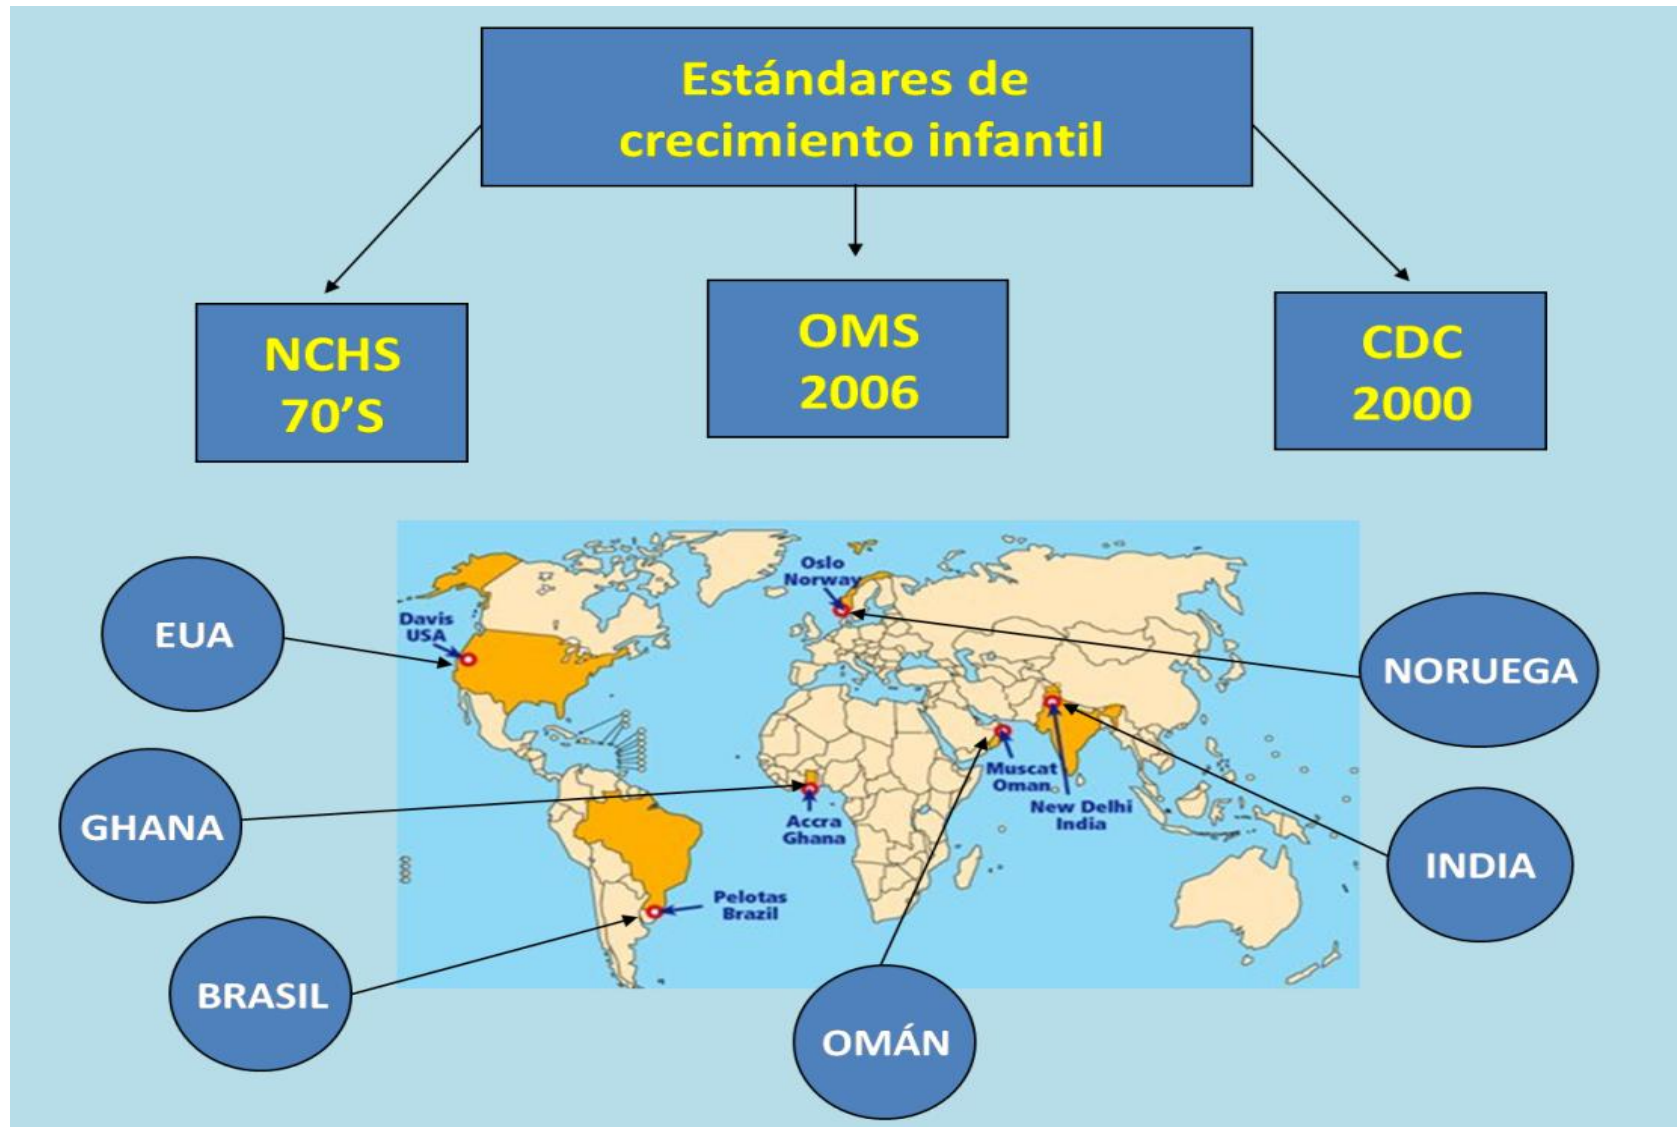 Estándares de
crecimiento infantil
NCHS
70’S
OMS
2006
CDC
2000
EUA
GHANA
BRASIL
OMÁN
NORUEGA
INDIA
Davis
USA
Oslo
Norway
Muscat
Oman
New Delhi
India
Accra
Ghana
Pelotas
Brazil